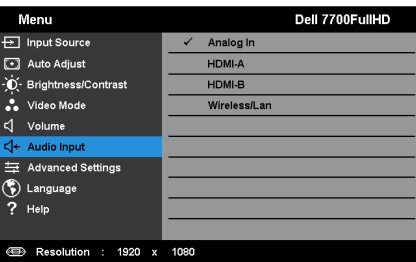 Menu Dell 7700FullHD
Input Source ✓ Analog In
Auto Adjust HDMI-A
Brightness/Contrast HDMI-B
Video Mode Wireless/Lan
Volume
Audio Input
Advanced Settings
Language
? Help
Resolution : 1920 x 1080